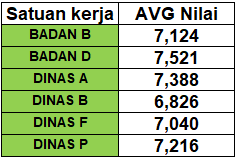 Satuan kerja AVG Nilai
BADAN B 7,124
BADAN D 7,521
DINAS A 7,388
DINAS B 6,826
DINAS F 7,040
DINAS P 7,216